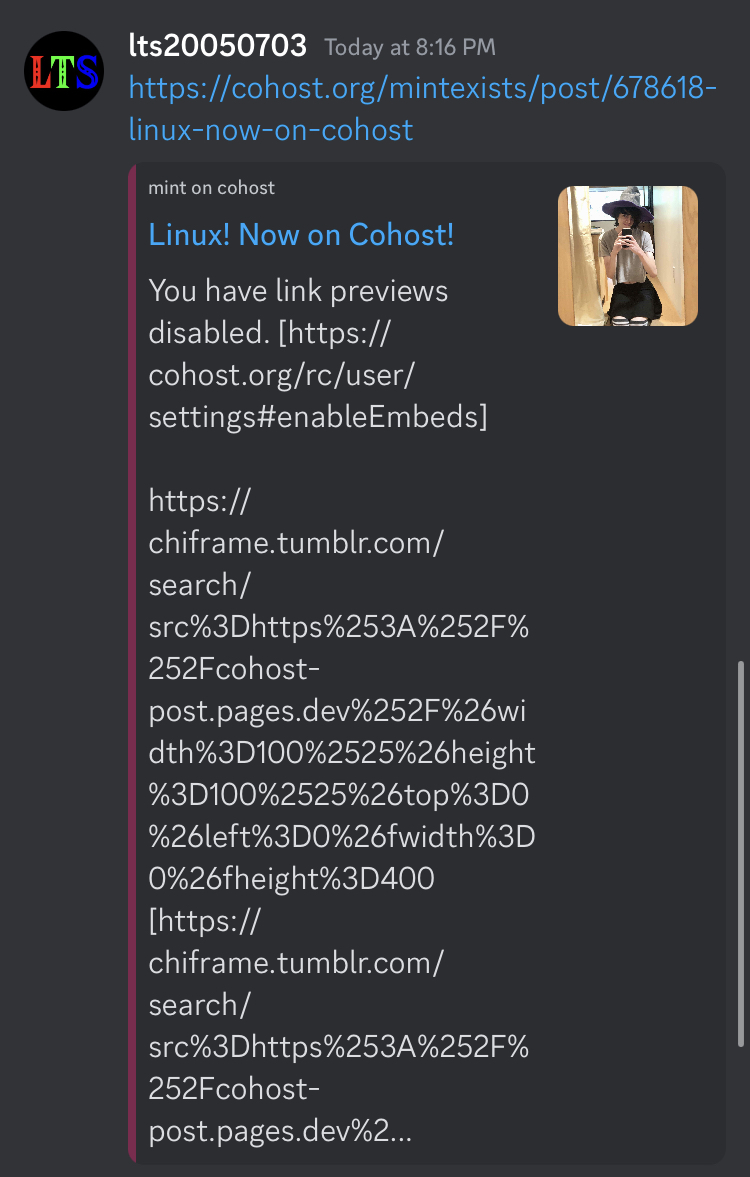 LTS
lts20050703 Today at 8:16 PM
https://cohost.org/mintexists/post/678618-
linux-now-on-cohost
mint on cohost
Linux! Now on Cohost!
You have link previews
disabled. [https://
cohost.org/rc/user/
settings#enableEmbeds]
https://
chiframe.tumblr.com/
search/
src%3Dhttps%253A%252F%
252Fcohost-
post.pages.dev%252F%26wi
dth%3D100%2525%26height
%3D100%2525%26top%3D0
%26left%3D0%26fwidth%3D
0%26fheight%3D400
[https://
chiframe.tumblr.com/
search/
src%3Dhttps%253A%252F%
252Fcohost-
post.pages.dev%2...